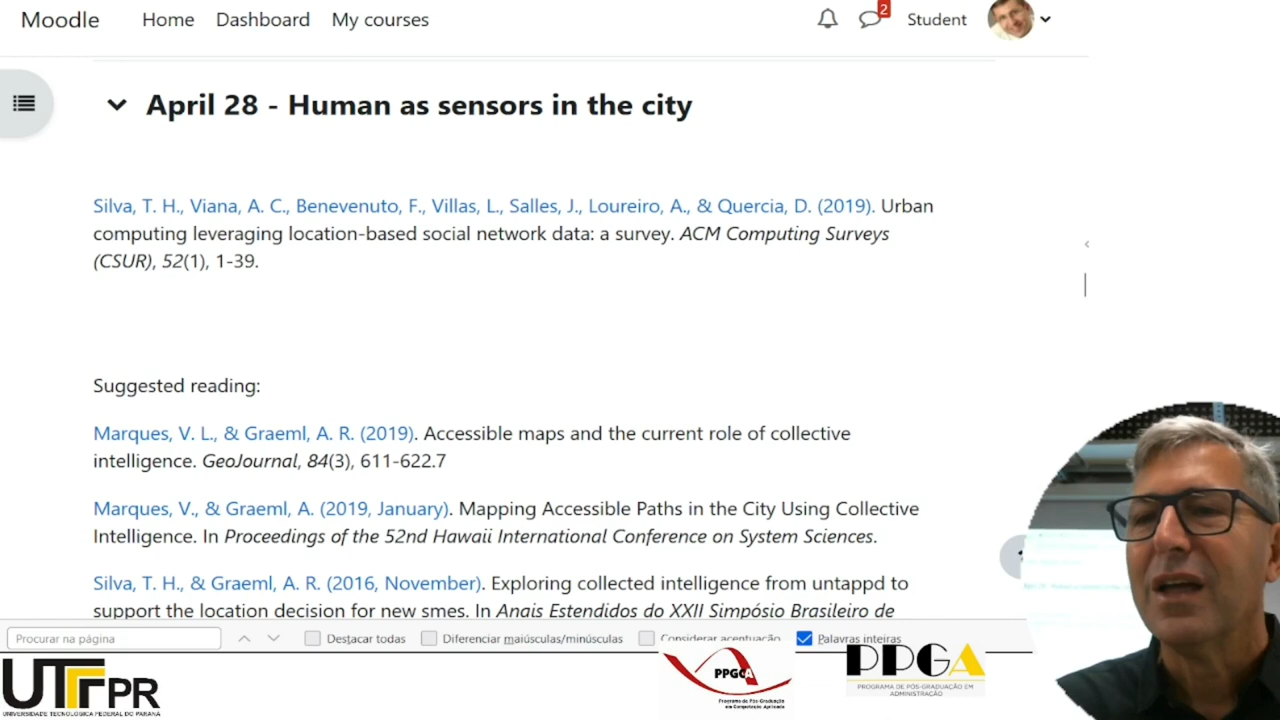 Moodle Home Dashboard My courses 2 Student
April 28 - Human as sensors in the city
Silva, T. H., Viana, A. C., Benevenuto, F., Villas, L., Salles, J., Loureiro, A., & Quercia, D. (2019). Urban
computing leveraging location-based social network data: a survey. ACM Computing Surveys
(CSUR), 52(1), 1-39.
Suggested reading:
Marques, V. L., & Graeml, A. R. (2019). Accessible maps and the current role of collective
intelligence. GeoJournal, 84(3), 611-622.7
Marques, V., & Graeml, A. (2019, January). Mapping Accessible Paths in the City Using Collective
Intelligence. In Proceedings of the 52nd Hawaii International Conference on System Sciences.
Silva, T. H., & Graeml, A. R. (2016, November). Exploring collected intelligence from untappd to
support the location decision for new smes. In Anais Estendidos do XXII Simpósio Brasileiro de
Procurar na página Destacar todas Diferenciar maiúsculas/minúsculas Considerar acentuação Palavras inteiras
UTFPR
UNIVERSIDADE TECNOLÓGICA FEDERAL DO PARANÁ
PPGCA
Programa de Pós-Graduação
em Computação Aplicada
PPGA
PROGRAMA DE PÓS-GRADUAÇÃO EM
ADMINISTRAÇÃO